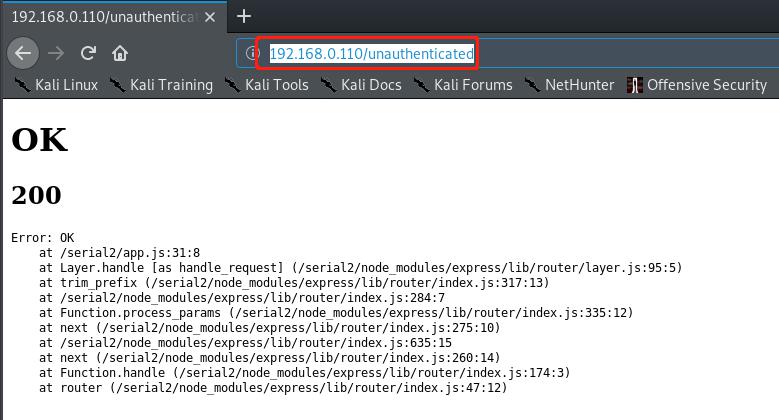 192.168.0.110/unauthenticat
192.168.0.110/unauthenticated
Kali Linux Kali Training Kali Tools Kali Docs Kali Forums NetHunter Offensive Security
OK
200
Error: OK
    at /serial2/app.js:31:8
    at Layer.handle [as handle_request] (/serial2/node_modules/express/lib/router/layer.js:95:5)
    at trim_prefix (/serial2/node_modules/express/lib/router/index.js:317:13)
    at /serial2/node_modules/express/lib/router/index.js:284:7
    at Function.process_params (/serial2/node_modules/express/lib/router/index.js:335:12)
    at next (/serial2/node_modules/express/lib/router/index.js:275:10)
    at /serial2/node_modules/express/lib/router/index.js:635:15
    at next (/serial2/node_modules/express/lib/router/index.js:260:14)
    at Function.handle (/serial2/node_modules/express/lib/router/index.js:174:3)
    at router (/serial2/node_modules/express/lib/router/index.js:47:12)